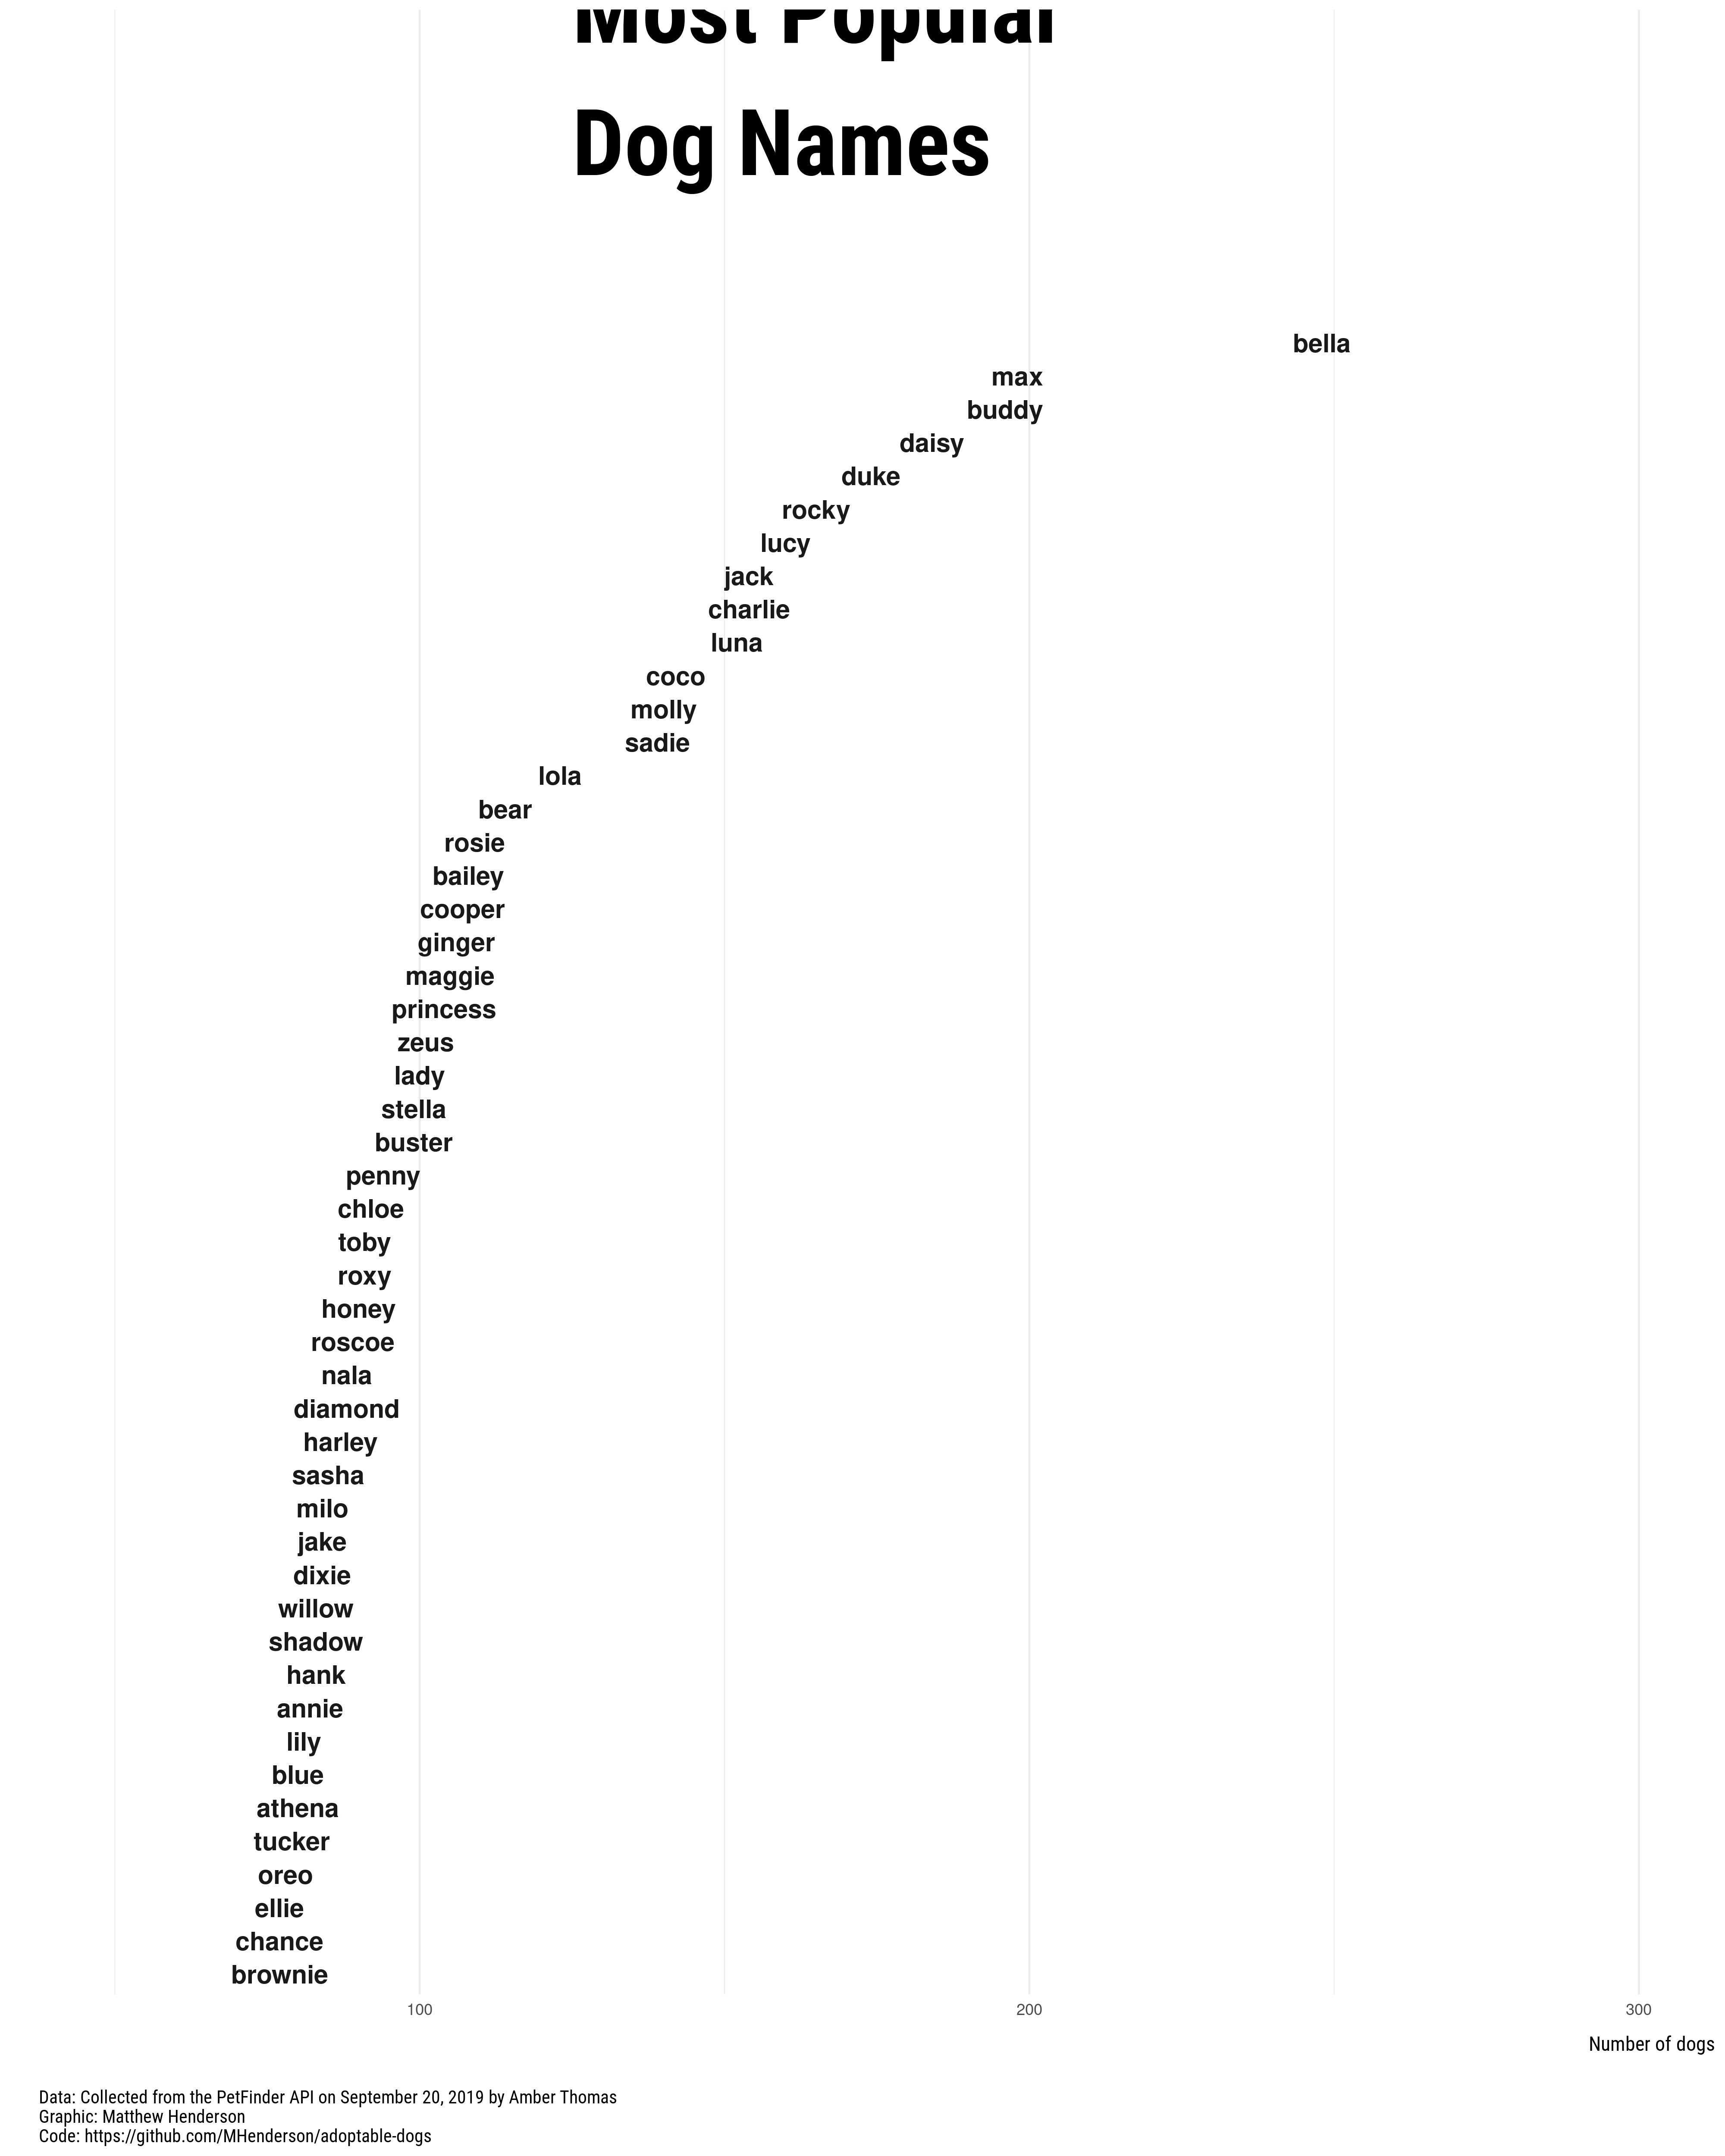 Most Popular
Dog Names
bella
max
buddy
daisy
duke
rocky
lucy
jack
charlie
luna
coco
molly
sadie
lola
bear
rosie
bailey
cooper
ginger
maggie
princess
zeus
lady
stella
buster
penny
chloe
toby
roxy
honey
roscoe
nala
diamond
harley
sasha
milo
jake
dixie
willow
shadow
hank
annie
lily
blue
athena
tucker
oreo
ellie
chance
brownie
100 200 300
Number of dogs
Data: Collected from the PetFinder API on September 20, 2019 by Amber Thomas
Graphic: Matthew Henderson
Code: https://github.com/MHenderson/adoptable-dogs